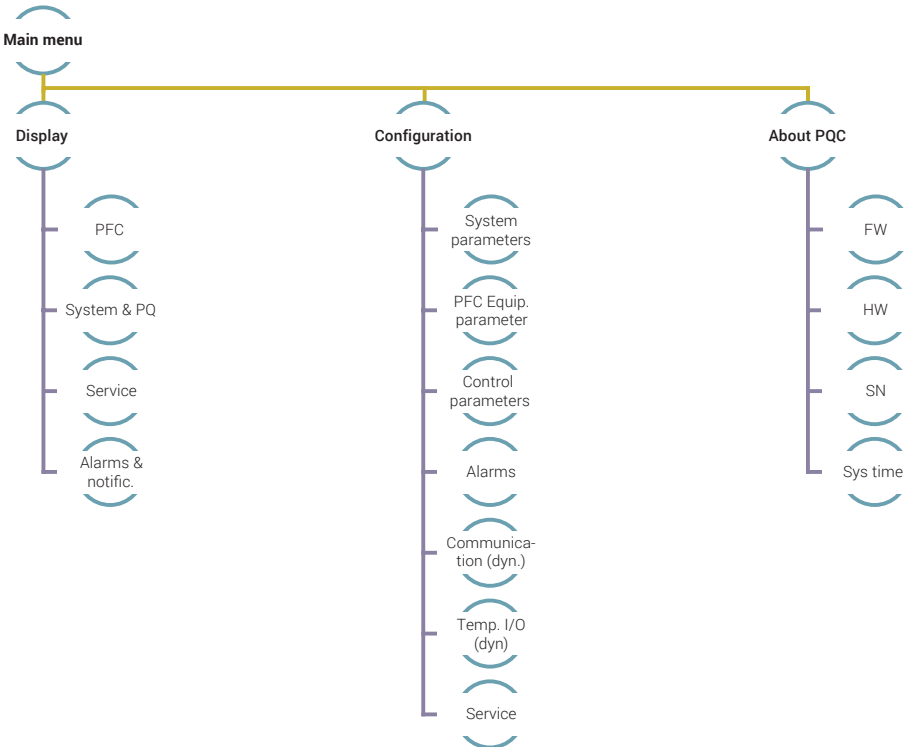 Main menu
Display
Configuration
About PQC
PFC
System & PQ
Service
Alarms &
notific.
System
parameters
PFC Equip.
parameter
Control
parameters
Alarms
Communica-
tion (dyn.)
Temp. I/O
(dyn)
Service
FW
HW
SN
Sys time